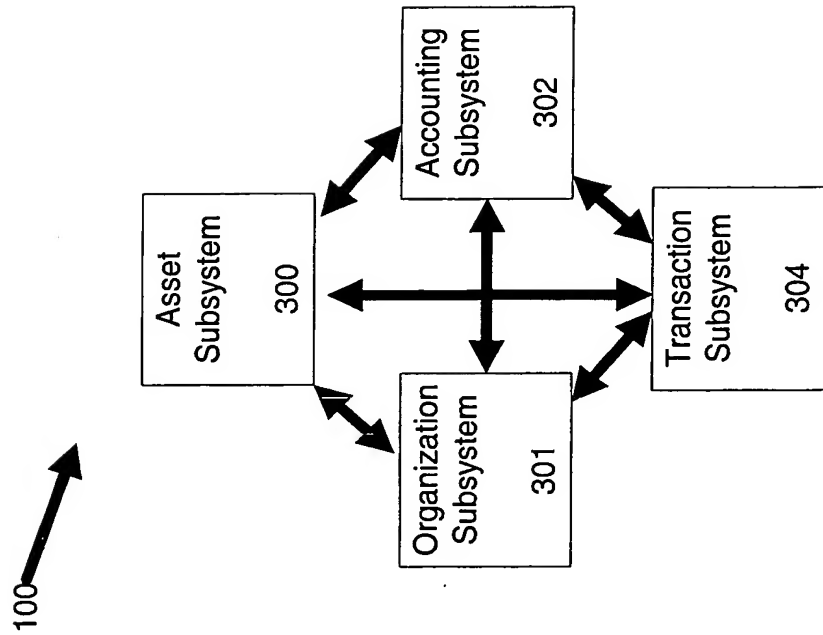 100
Asset
Subsystem
300
Organization
Subsystem
301
Accounting
Subsystem
302
Transaction
Subsystem
304